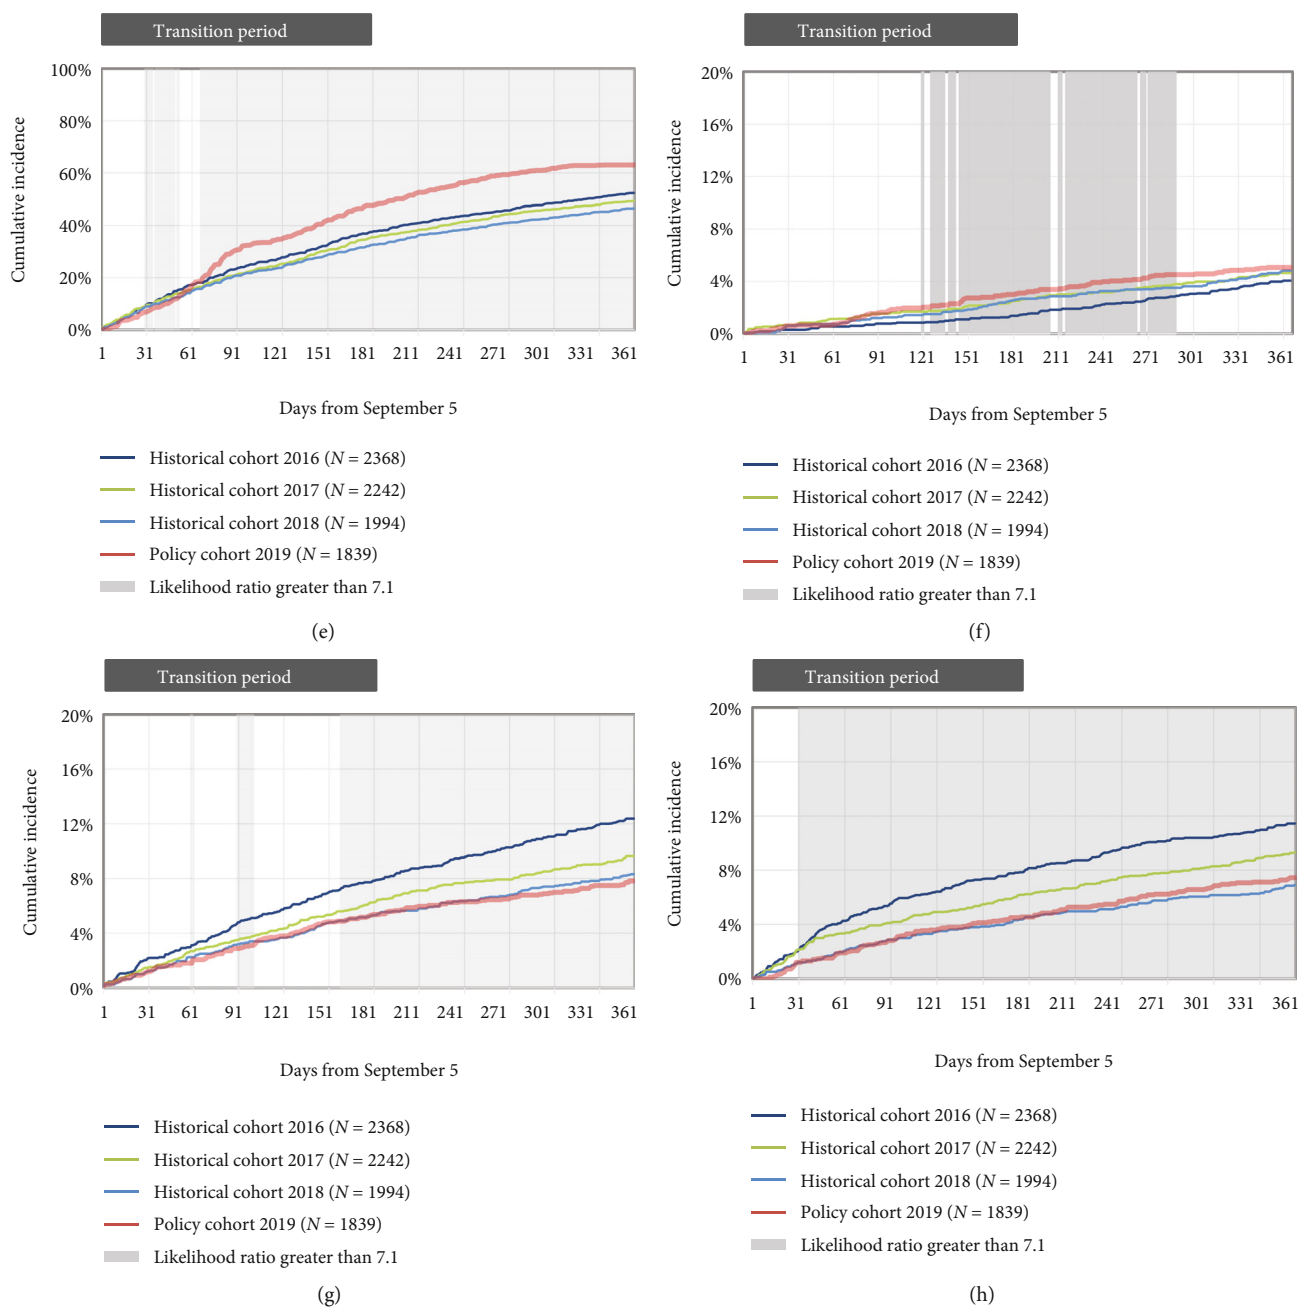 Transition period
100%
80%
60%
40%
20%
0%
Cumulative incidence
1 31 61 91 121 151 181 211 241 271 301 331 361
Days from September 5
Historical cohort 2016 (N = 2368)
Historical cohort 2017 (N = 2242)
Historical cohort 2018 (N = 1994)
Policy cohort 2019 (N = 1839)
Likelihood ratio greater than 7.1
(e)
Transition period
20%
16%
12%
8%
4%
0%
Cumulative incidence
1 31 61 91 121 151 181 211 241 271 301 331 361
Days from September 5
Historical cohort 2016 (N = 2368)
Historical cohort 2017 (N = 2242)
Historical cohort 2018 (N = 1994)
Policy cohort 2019 (N = 1839)
Likelihood ratio greater than 7.1
(f)
Transition period
20%
16%
12%
8%
4%
0%
Cumulative incidence
1 31 61 91 121 151 181 211 241 271 301 331 361
Days from September 5
Historical cohort 2016 (N = 2368)
Historical cohort 2017 (N = 2242)
Historical cohort 2018 (N = 1994)
Policy cohort 2019 (N = 1839)
Likelihood ratio greater than 7.1
(g)
Transition period
20%
16%
12%
8%
4%
0%
Cumulative incidence
1 31 61 91 121 151 181 211 241 271 301 331 361
Days from September 5
Historical cohort 2016 (N = 2368)
Historical cohort 2017 (N = 2242)
Historical cohort 2018 (N = 1994)
Policy cohort 2019 (N = 1839)
Likelihood ratio greater than 7.1
(h)